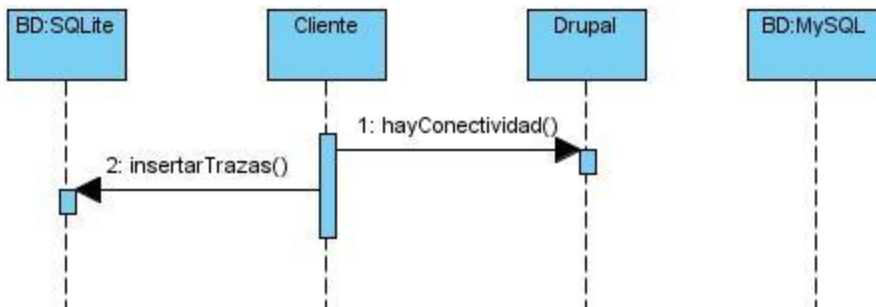 BD:SQLite
Cliente
Drupal
BD:MySQL
1: hayConectividad()
2: insertarTrazas()